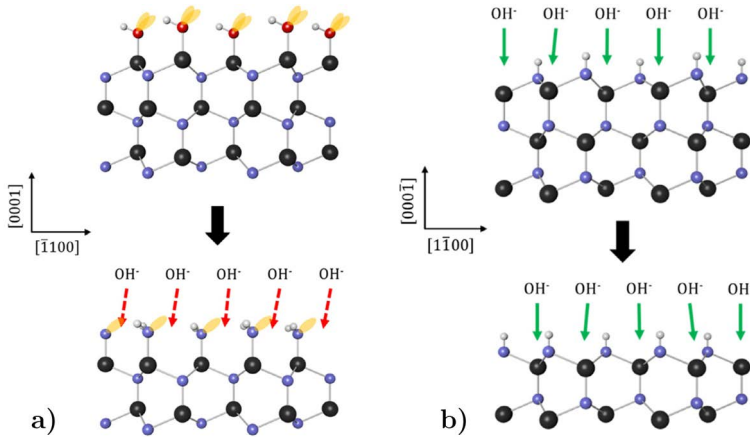 OH⁻ OH⁻ OH⁻ OH⁻ OH⁻
[0001]
[1̅100]
[0001̅]
[11̅00]
OH⁻ OH⁻ OH⁻ OH⁻ OH⁻
OH⁻ OH⁻ OH⁻ OH⁻ OH
a)
b)